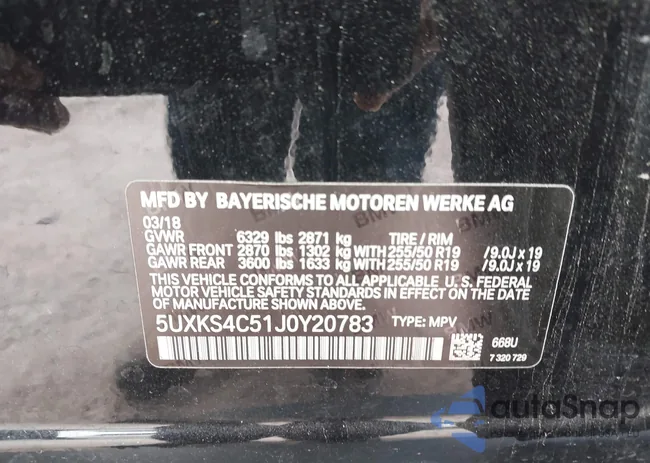 MFD BY BAYERISCHE MOTOREN WERKE AG
03/18
GVWR 6329 lbs 2871 kg TIRE / RIM
GAWR FRONT 2870 lbs 1302 kg WITH 255/50 R19 /9.0J x 19
GAWR REAR 3600 lbs 1633 kg WITH 255/50 R19 /9.0J x 19
THIS VEHICLE CONFORMS TO ALL APPLICABLE U. S. FEDERAL
MOTOR VEHICLE SAFETY STANDARDS IN EFFECT ON THE DATE OF
MANUFACTURE SHOWN ABOVE.
5UXKS4C51J0Y20783 TYPE: MPV
668U
7 320 729
autoSnap